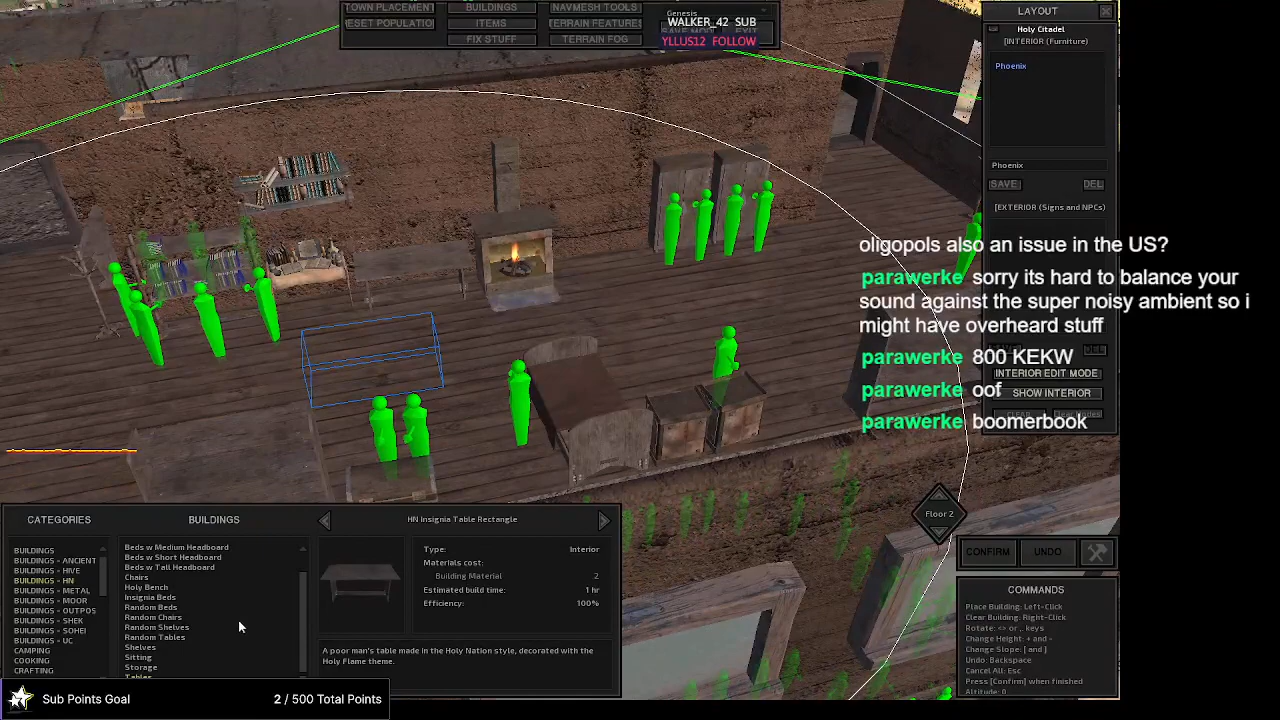 TOWN PLACEMENT
BUILDINGS
NAVMESH TOOLS
RESET POPULATIO
ITEMS
TERRAIN FEATURES
FIX STUFF
TERRAIN FOG
Genesis
WALKER_42 SUB
YLLUS12 FOLLOW
LAYOUT
Holy Citadel
[INTERIOR (Furniture)
Phoenix
Phoenix
SAVE
DEL
[EXTERIOR (Signs and NPCs)
oligopols also an issue in the US?
parawerke sorry its hard to balance your
sound against the super noisy ambient so i
might have overheard stuff
parawerke 800 KEKW
INTERIOR EDIT MODE
parawerke oof
SHOW INTERIOR
parawerke boomerbook
Floor 2
CONFIRM
UNDO
COMMANDS
Place Building: Left-Click
Clear Building: Right-Click
Rotate: <> or , . keys
Change Height: + and -
Change Slope: [ and ]
Undo: Backspace
Cancel All: Esc
Press [Confirm] when finished
Altitude: 0
CATEGORIES
BUILDINGS
BUILDINGS - ANCIENT
BUILDINGS - HIVE
BUILDINGS - HN
BUILDINGS - METAL
BUILDINGS - MOOR
BUILDINGS - OUTPOS
BUILDINGS - SHEK
BUILDINGS - SOHEI
BUILDINGS - UC
CAMPING
COOKING
CRAFTING
BUILDINGS
Beds w Medium Headboard
Beds w Short Headboard
Beds w Tall Headboard
Chairs
Holy Bench
Insignia Beds
Random Beds
Random Chairs
Random Shelves
Random Tables
Shelves
Sitting
Storage
Tables
HN Insignia Table Rectangle
Type: Interior
Materials cost:
Building Material 2
Estimated build time: 1 hr
Efficiency: 100%
A poor man's table made in the Holy Nation style, decorated with the
Holy Flame theme.
Sub Points Goal
2 / 500 Total Points